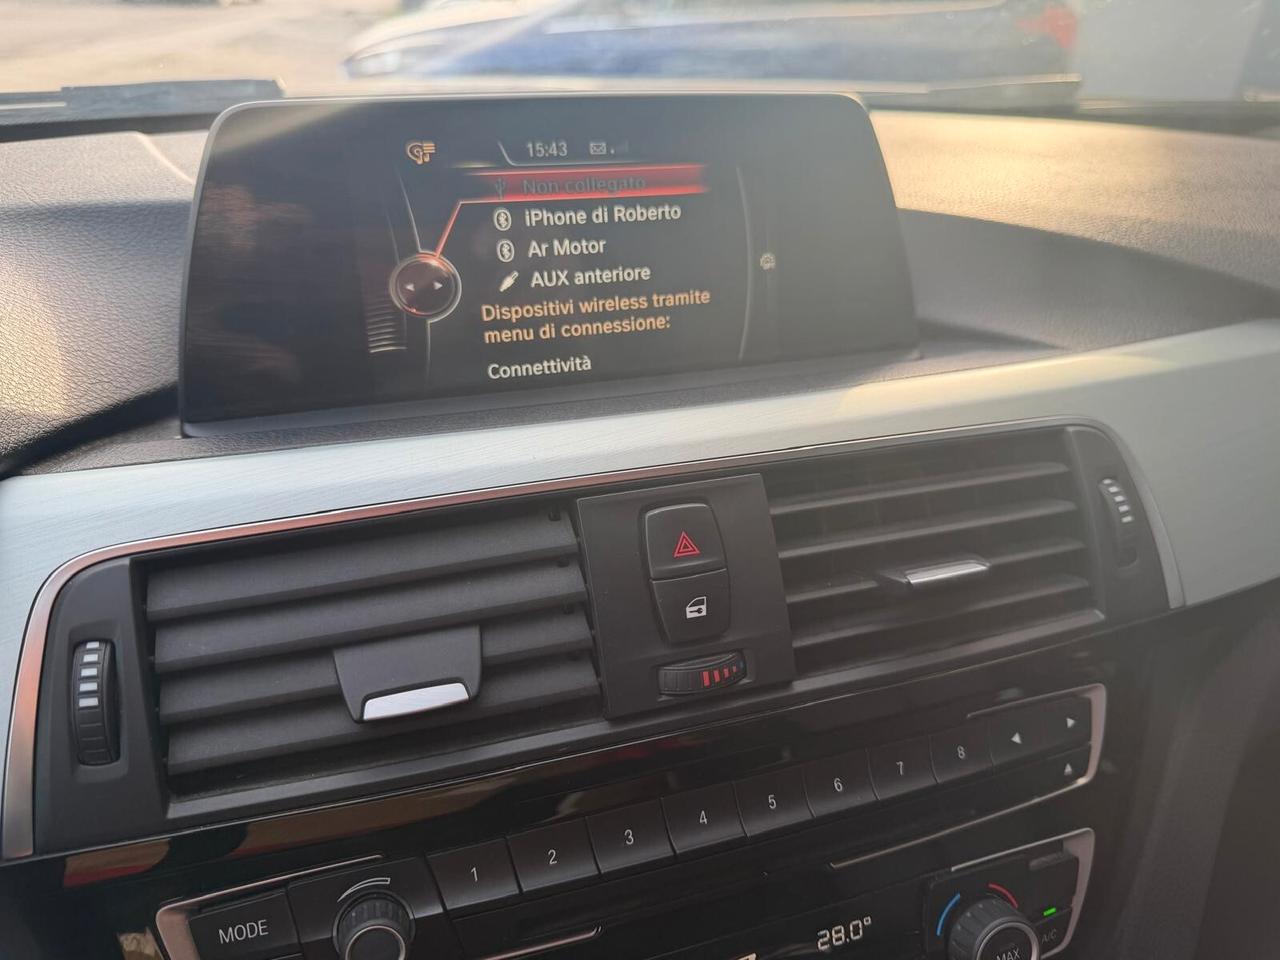 15:43
Non collegato
iPhone di Roberto
Ar Motor
AUX anteriore
Dispositivi wireless tramite
menu di connessione:
Connettività
1 2 3 4 5 6 7 8
MODE
28.0°
MAX
A/C